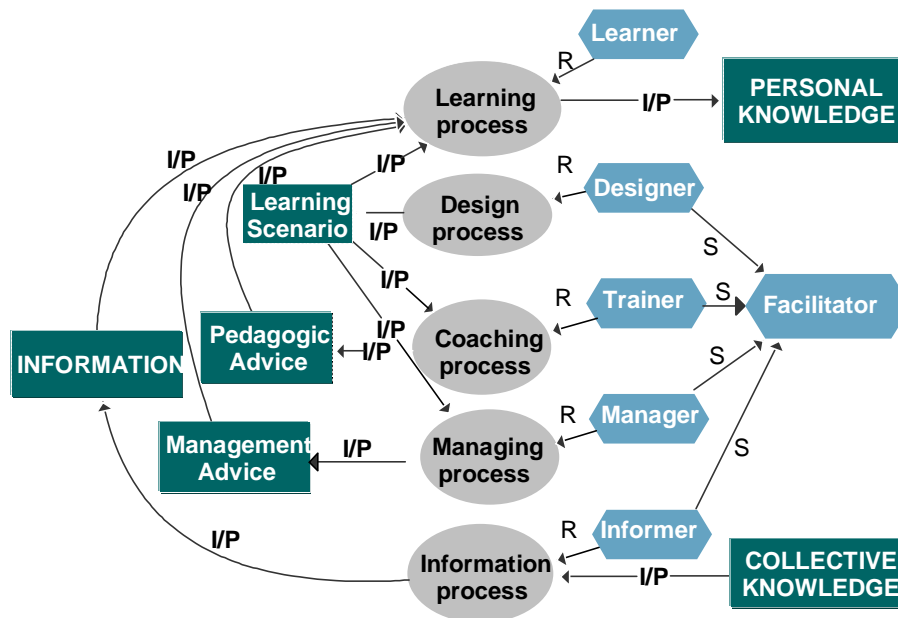 Learner
R
Learning
process
I/P
PERSONAL
KNOWLEDGE
I/P
I/P
I/P
I/P
R
Designer
Learning
Scenario
I/P
Design
process
S
I/P
R
Trainer
S
Facilitator
INFORMATION
Pedagogic
Advice
I/P
I/P
Coaching
process
S
R
Manager
Management
Advice
I/P
Managing
process
S
I/P
R
Informer
Information
process
I/P
COLLECTIVE
KNOWLEDGE